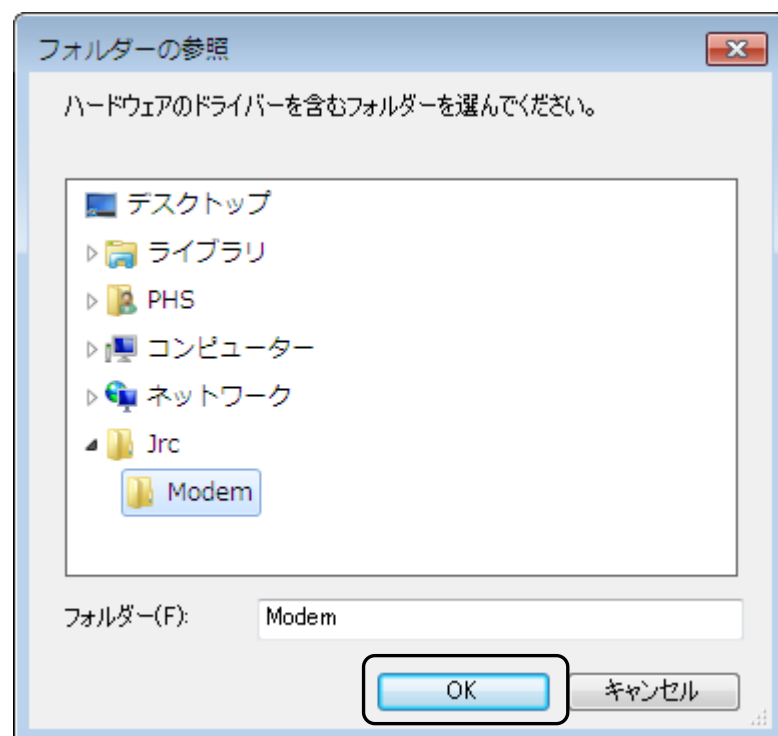 フォルダーの参照
ハードウェアのドライバーを含むフォルダーを選んでください。
デスクトップ
ライブラリ
PHS
コンピューター
ネットワーク
Jrc
Modem
フォルダー(F): Modem
OK キャンセル